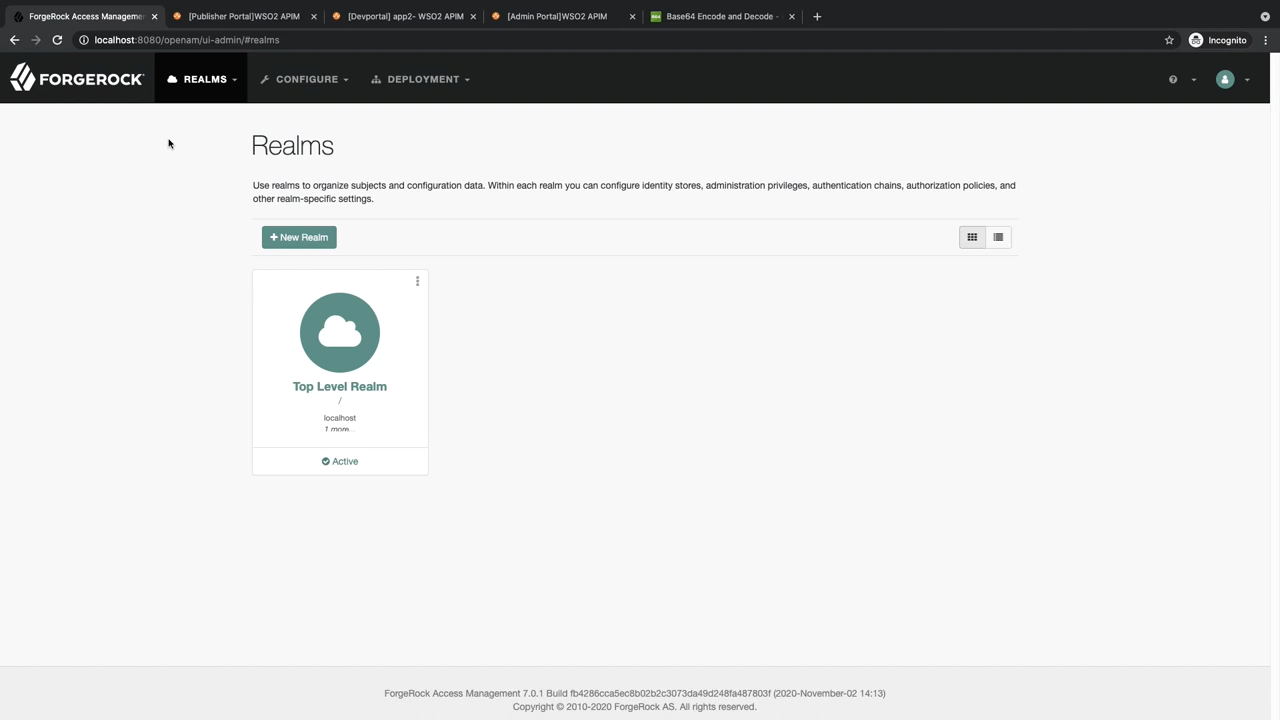 ForgeRock Access Manageme
[Publisher Portal]WSO2 APIM
[Devportal] app2- WSO2 APIM
[Admin Portal]WSO2 APIM
Base64 Encode and Decode -
localhost:8080/openam/ui-admin/#realms
Incognito
FORGEROCK
REALMS
CONFIGURE
DEPLOYMENT
Realms
Use realms to organize subjects and configuration data. Within each realm you can configure identity stores, administration privileges, authentication chains, authorization policies, and
other realm-specific settings.
+ New Realm
Top Level Realm
/
localhost
1 more...
Active
ForgeRock Access Management 7.0.1 Build fb4286cca5ec8b02b2c3073da49d248fa487803f (2020-November-02 14:13)
Copyright © 2010-2020 ForgeRock AS. All rights reserved.